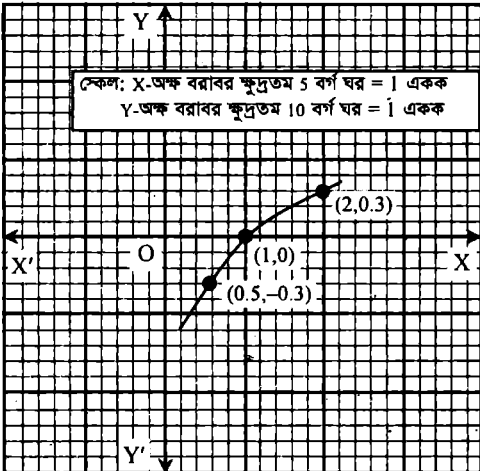 Y
স্কেল: X-অক্ষ বরাবর ক্ষুদ্রতম 5 বর্গ ঘর = 1 একক
Y-অক্ষ বরাবর ক্ষুদ্রতম 10 বর্গ ঘর = 1 একক
(2,0.3)
X′ O (1,0) X
(0.5,–0.3)
Y′